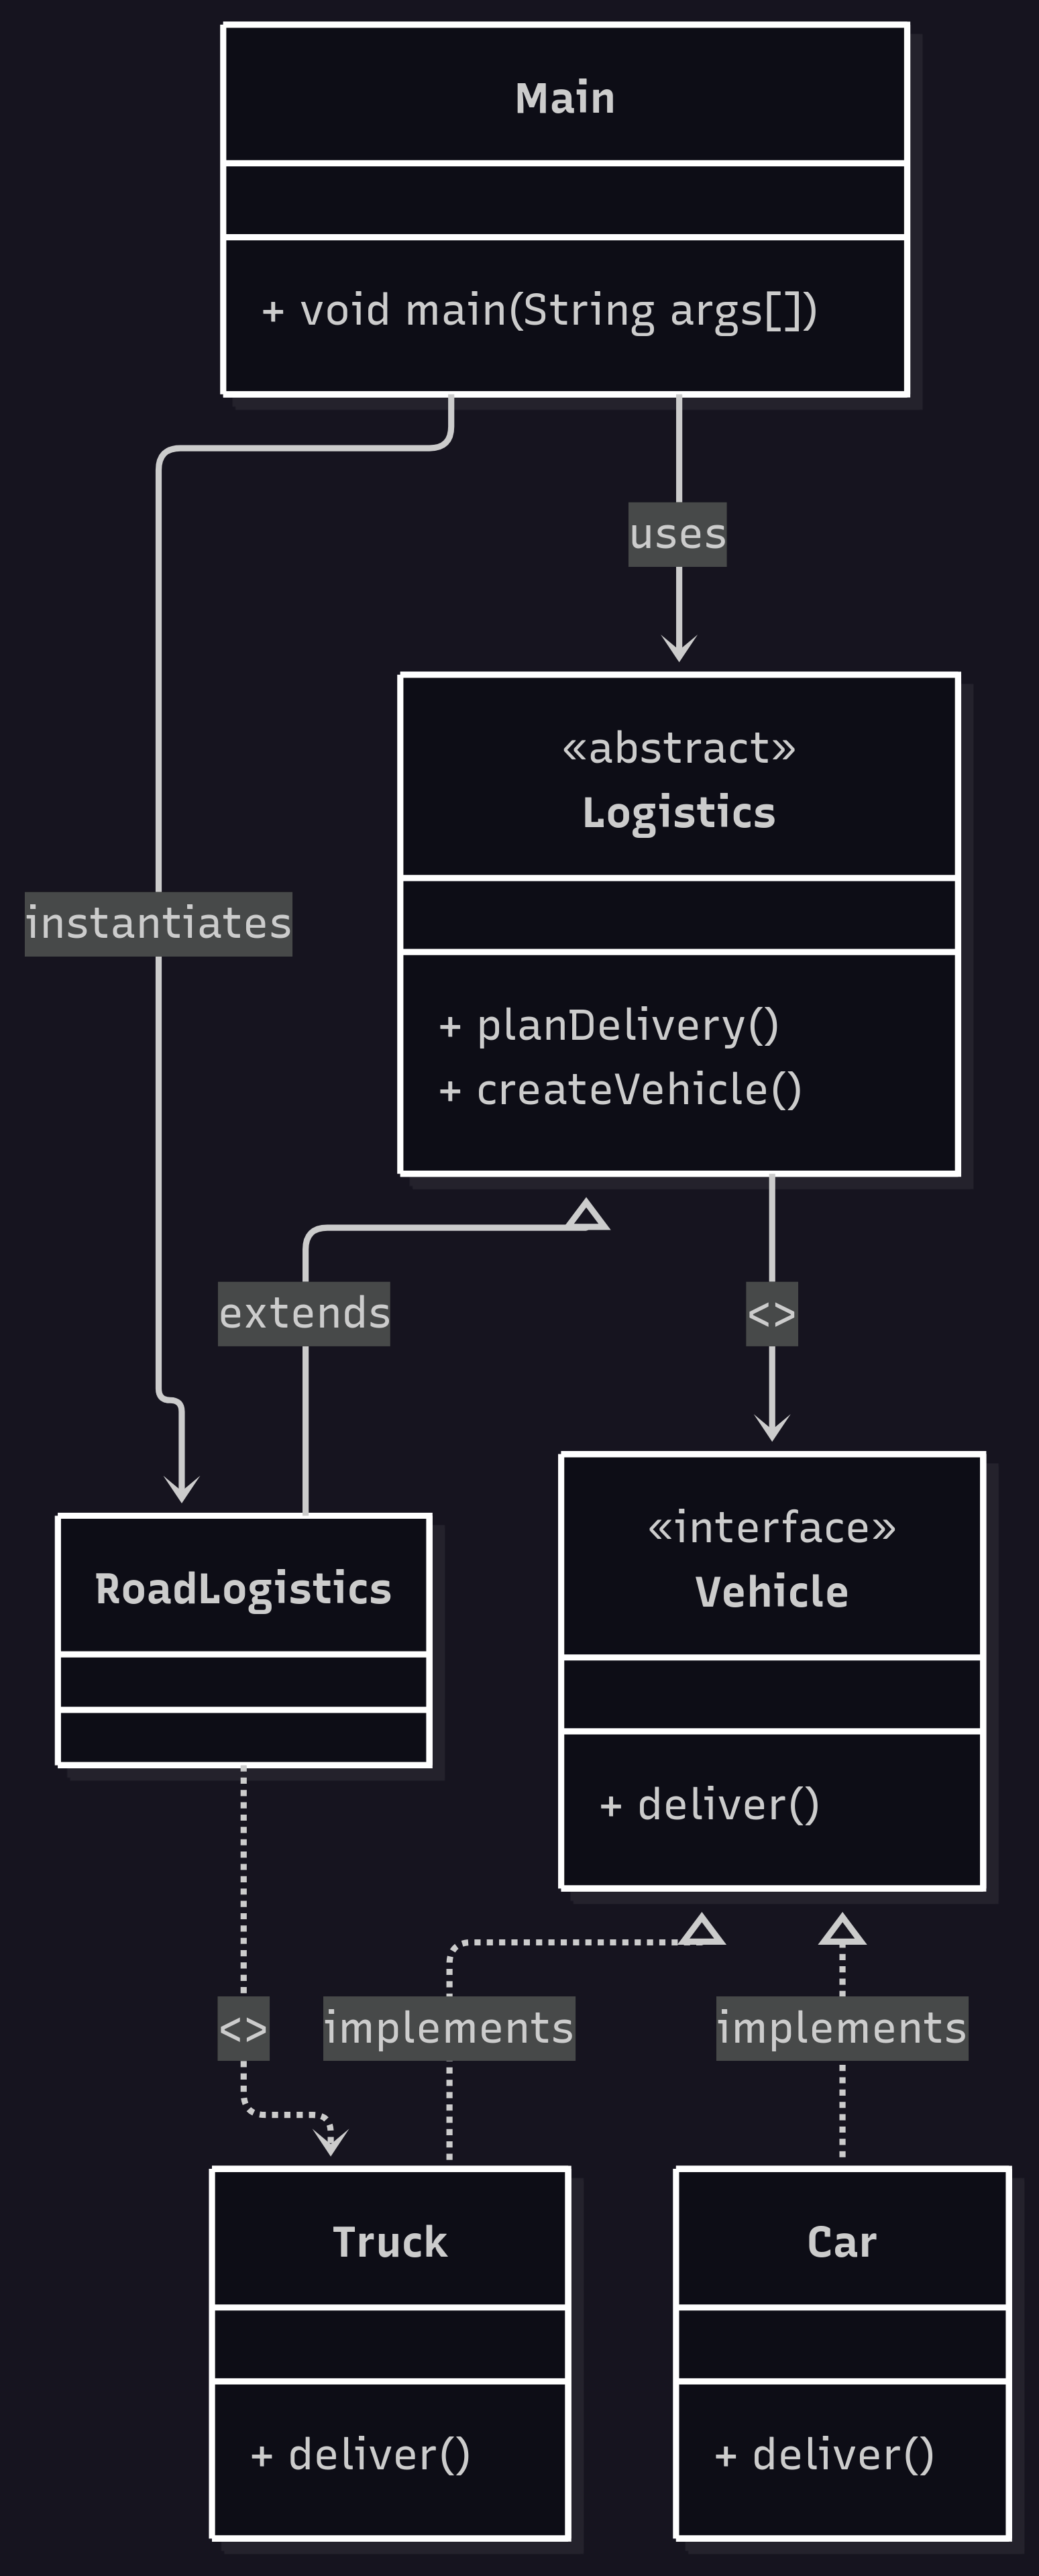 Main
+ void main(String args[])
uses
«abstract»
Logistics
instantiates
+ planDelivery()
+ createVehicle()
extends
<>
«interface»
Vehicle
RoadLogistics
+ deliver()
<>
implements
implements
Truck
Car
+ deliver()
+ deliver()